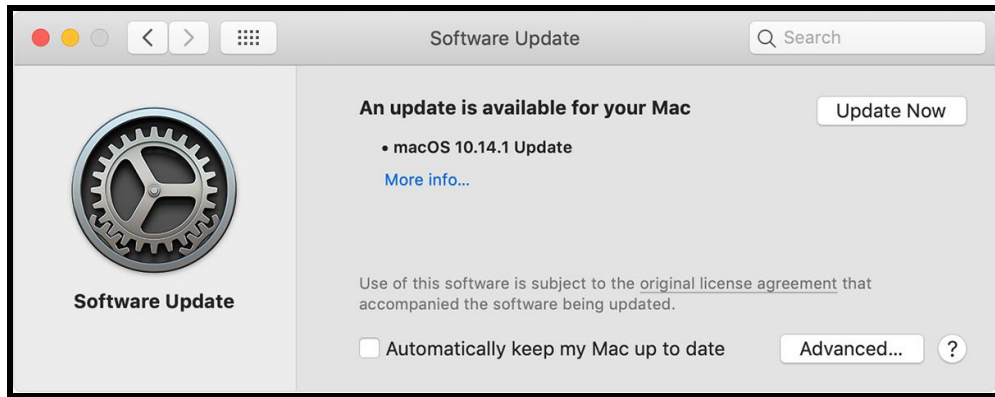 Software Update
Search
An update is available for your Mac
Update Now
• macOS 10.14.1 Update
More info...
Software Update
Use of this software is subject to the original license agreement that
accompanied the software being updated.
Automatically keep my Mac up to date
Advanced...
?